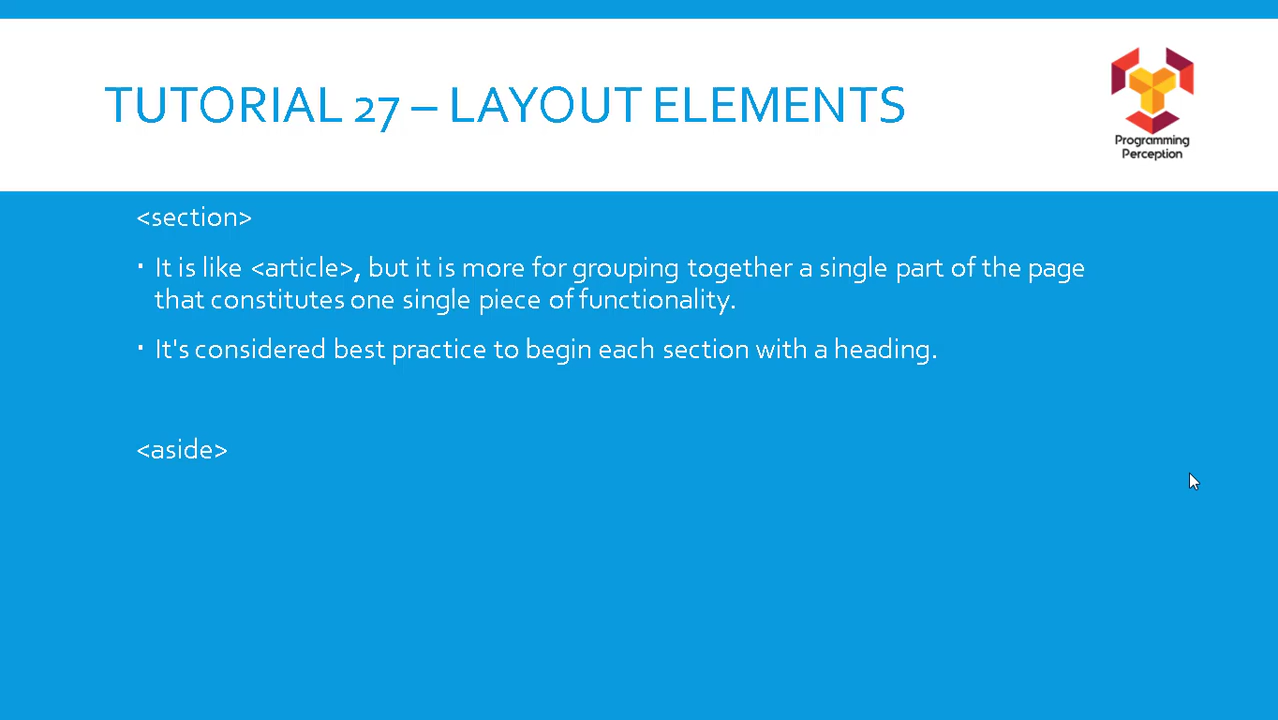 TUTORIAL 27 – LAYOUT ELEMENTS
Programming
Perception
<section>
▪ It is like <article>, but it is more for grouping together a single part of the page
that constitutes one single piece of functionality.
▪ It's considered best practice to begin each section with a heading.
<aside>